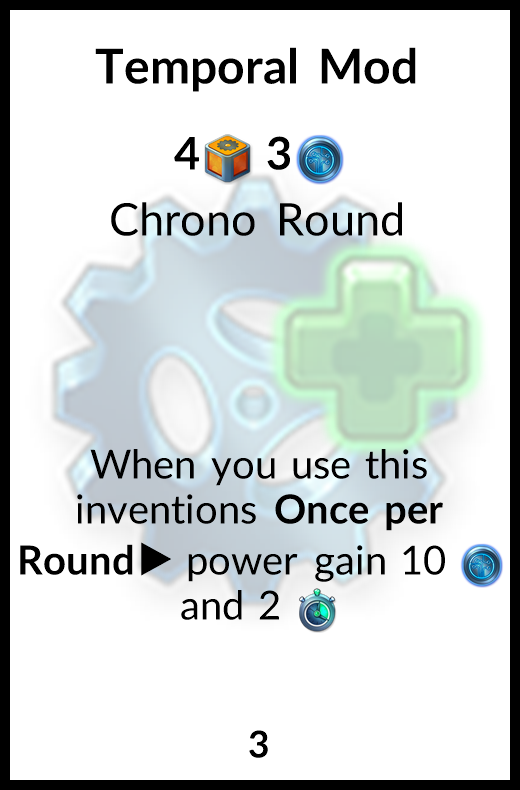 Temporal Mod
4 3
Chrono Round
When you use this
inventions Once per
Round▶ power gain 10
and 2
3